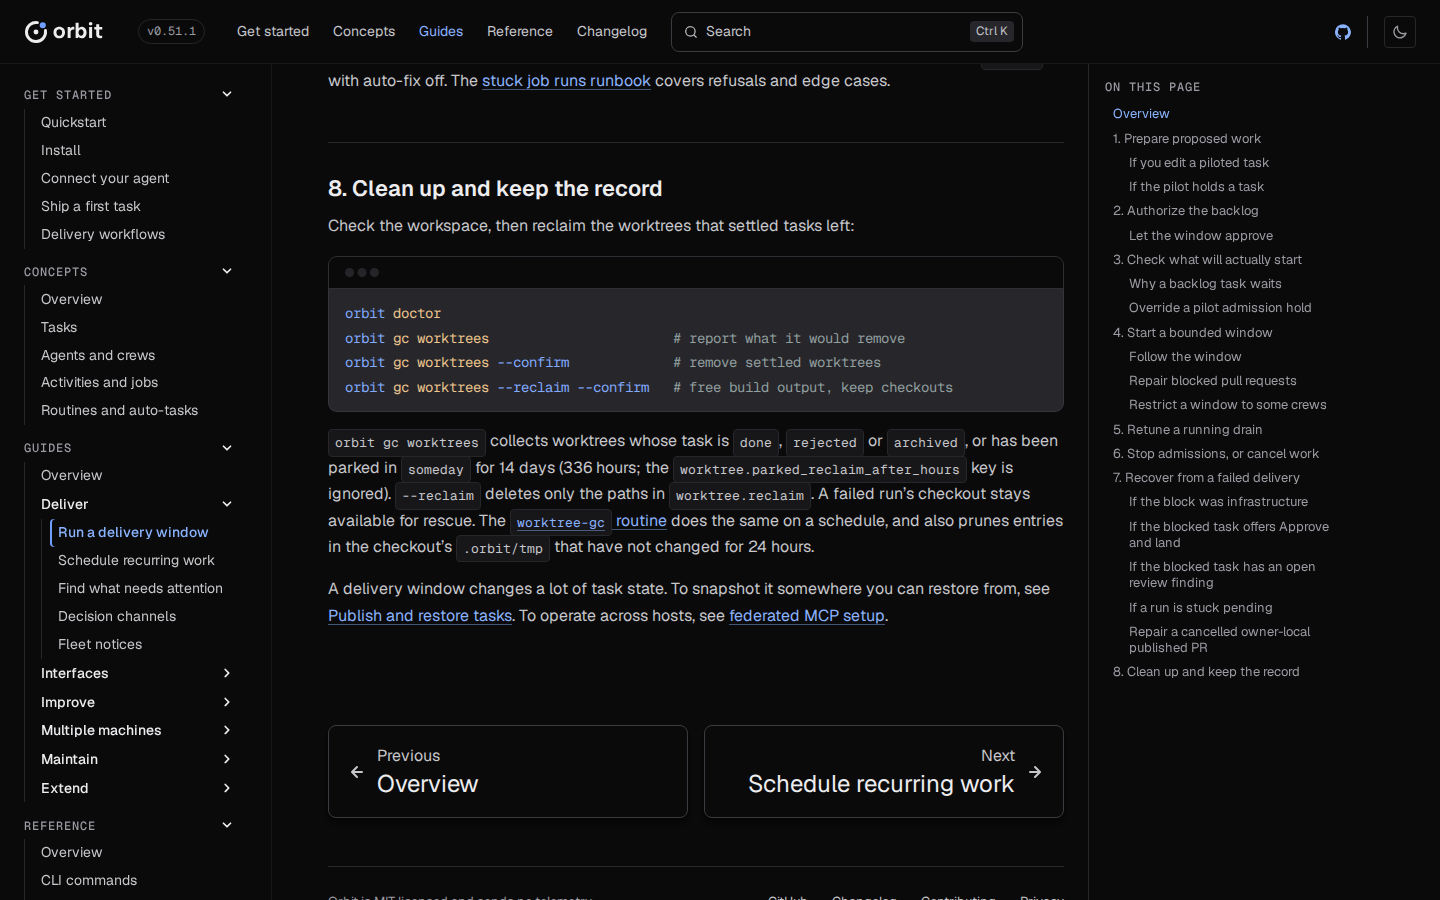 orbit
v0.51.1
Get started
Concepts
Guides
Reference
Changelog
Search
Ctrl K
GET STARTED
Quickstart
Install
Connect your agent
Ship a first task
Delivery workflows
CONCEPTS
Overview
Tasks
Agents and crews
Activities and jobs
Routines and auto-tasks
GUIDES
Overview
Deliver
Run a delivery window
Schedule recurring work
Find what needs attention
Decision channels
Fleet notices
Interfaces
Improve
Multiple machines
Maintain
Extend
REFERENCE
Overview
CLI commands
with auto-fix off. The stuck job runs runbook covers refusals and edge cases.
8. Clean up and keep the record
Check the workspace, then reclaim the worktrees that settled tasks left:
orbit doctor
orbit gc worktrees # report what it would remove
orbit gc worktrees --confirm # remove settled worktrees
orbit gc worktrees --reclaim --confirm # free build output, keep checkouts
orbit gc worktrees collects worktrees whose task is done, rejected or archived, or has been
parked in someday for 14 days (336 hours; the worktree.parked_reclaim_after_hours key is
ignored). --reclaim deletes only the paths in worktree.reclaim. A failed run’s checkout stays
available for rescue. The worktree-gc routine does the same on a schedule, and also prunes entries
in the checkout’s .orbit/tmp that have not changed for 24 hours.
A delivery window changes a lot of task state. To snapshot it somewhere you can restore from, see
Publish and restore tasks. To operate across hosts, see federated MCP setup.
Previous
Overview
Next
Schedule recurring work
Orbit is MIT licensed and sends no telemetry.
GitHub
Changelog
Contributing
Privacy
ON THIS PAGE
Overview
1. Prepare proposed work
If you edit a piloted task
If the pilot holds a task
2. Authorize the backlog
Let the window approve
3. Check what will actually start
Why a backlog task waits
Override a pilot admission hold
4. Start a bounded window
Follow the window
Repair blocked pull requests
Restrict a window to some crews
5. Retune a running drain
6. Stop admissions, or cancel work
7. Recover from a failed delivery
If the block was infrastructure
If the blocked task offers Approve
and land
If the blocked task has an open
review finding
If a run is stuck pending
Repair a cancelled owner-local
published PR
8. Clean up and keep the record